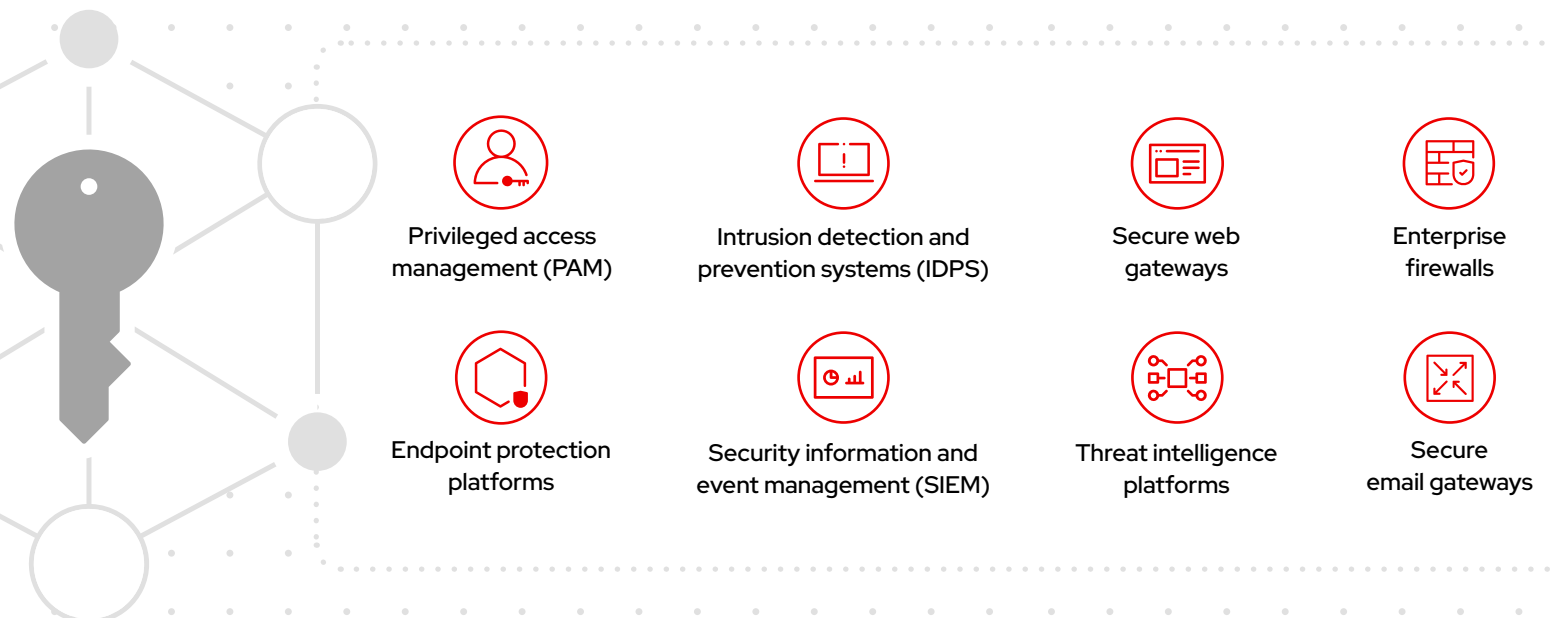 Privileged access
management (PAM)
Intrusion detection and
prevention systems (IDPS)
Secure web
gateways
Enterprise
firewalls
Endpoint protection
platforms
Security information and
event management (SIEM)
Threat intelligence
platforms
Secure
email gateways